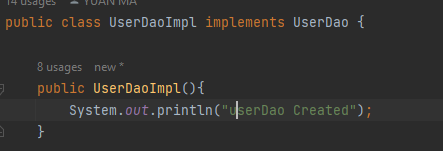 14 usages YUAN MA
public class UserDaoImpl implements UserDao {
8 usages new *
public UserDaoImpl(){
System.out.println("userDao Created");
}